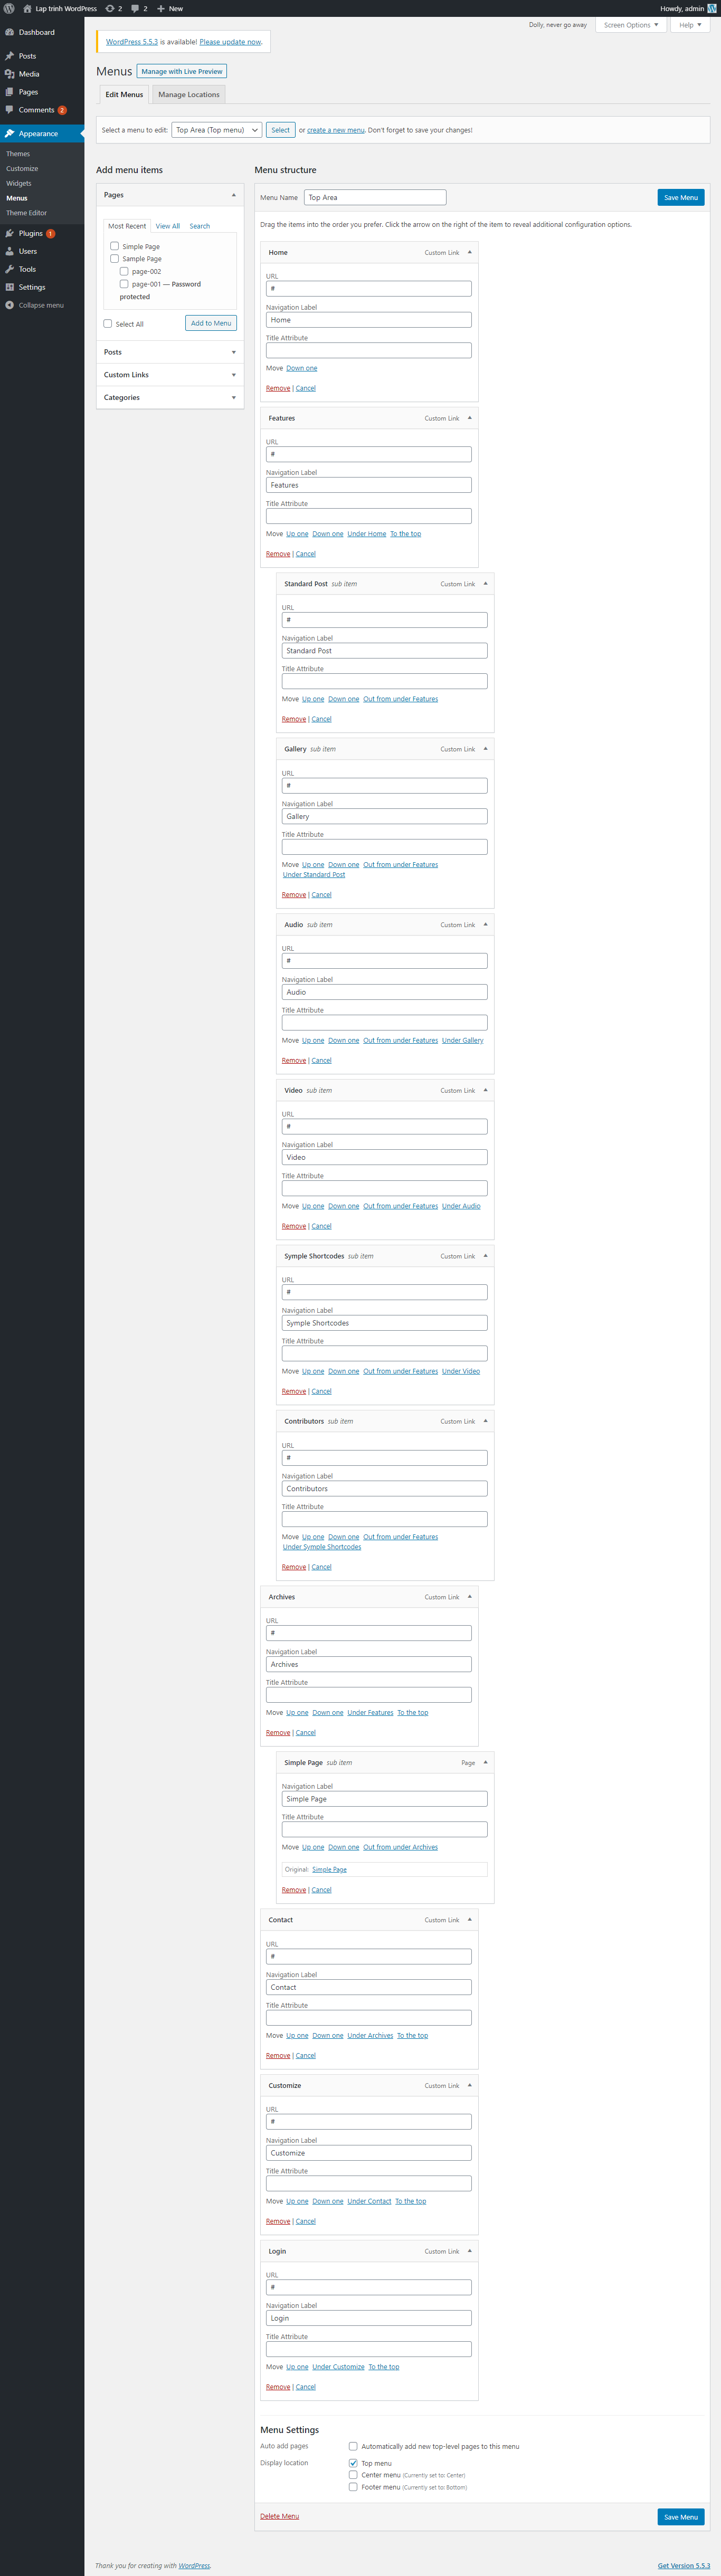 Lap trinh WordPress 2 2 New Howdy, admin
Dashboard
Posts
Media
Pages
Comments 2
Appearance
Themes
Customize
Widgets
Menus
Theme Editor
Plugins 1
Users
Tools
Settings
Collapse menu
Dolly, never go away Screen Options Help
WordPress 5.5.3 is available! Please update now.
Menus Manage with Live Preview
Edit Menus Manage Locations
Select a menu to edit: Top Area (Top menu) Select or create a new menu. Don't forget to save your changes!
Add menu items
Pages
Most Recent View All Search
Simple Page
Sample Page
page-002
page-001 — Password
protected
Select All Add to Menu
Posts
Custom Links
Categories
Menu structure
Menu Name Top Area Save Menu
Drag the items into the order you prefer. Click the arrow on the right of the item to reveal additional configuration options.
Home Custom Link
URL
#
Navigation Label
Home
Title Attribute
Move Down one
Remove | Cancel
Features Custom Link
URL
#
Navigation Label
Features
Title Attribute
Move Up one Down one Under Home To the top
Remove | Cancel
Standard Post sub item Custom Link
URL
#
Navigation Label
Standard Post
Title Attribute
Move Up one Down one Out from under Features
Remove | Cancel
Gallery sub item Custom Link
URL
#
Navigation Label
Gallery
Title Attribute
Move Up one Down one Out from under Features
Under Standard Post
Remove | Cancel
Audio sub item Custom Link
URL
#
Navigation Label
Audio
Title Attribute
Move Up one Down one Out from under Features Under Gallery
Remove | Cancel
Video sub item Custom Link
URL
#
Navigation Label
Video
Title Attribute
Move Up one Down one Out from under Features Under Audio
Remove | Cancel
Symple Shortcodes sub item Custom Link
URL
#
Navigation Label
Symple Shortcodes
Title Attribute
Move Up one Down one Out from under Features Under Video
Remove | Cancel
Contributors sub item Custom Link
URL
#
Navigation Label
Contributors
Title Attribute
Move Up one Down one Out from under Features
Under Symple Shortcodes
Remove | Cancel
Archives Custom Link
URL
#
Navigation Label
Archives
Title Attribute
Move Up one Down one Under Features To the top
Remove | Cancel
Simple Page sub item Page
Navigation Label
Simple Page
Title Attribute
Move Up one Down one Out from under Archives
Original: Simple Page
Remove | Cancel
Contact Custom Link
URL
#
Navigation Label
Contact
Title Attribute
Move Up one Down one Under Archives To the top
Remove | Cancel
Customize Custom Link
URL
#
Navigation Label
Customize
Title Attribute
Move Up one Down one Under Contact To the top
Remove | Cancel
Login Custom Link
URL
#
Navigation Label
Login
Title Attribute
Move Up one Under Customize To the top
Remove | Cancel
Menu Settings
Auto add pages Automatically add new top-level pages to this menu
Display location Top menu
Center menu (Currently set to: Center)
Footer menu (Currently set to: Bottom)
Delete Menu Save Menu
Thank you for creating with WordPress. Get Version 5.5.3